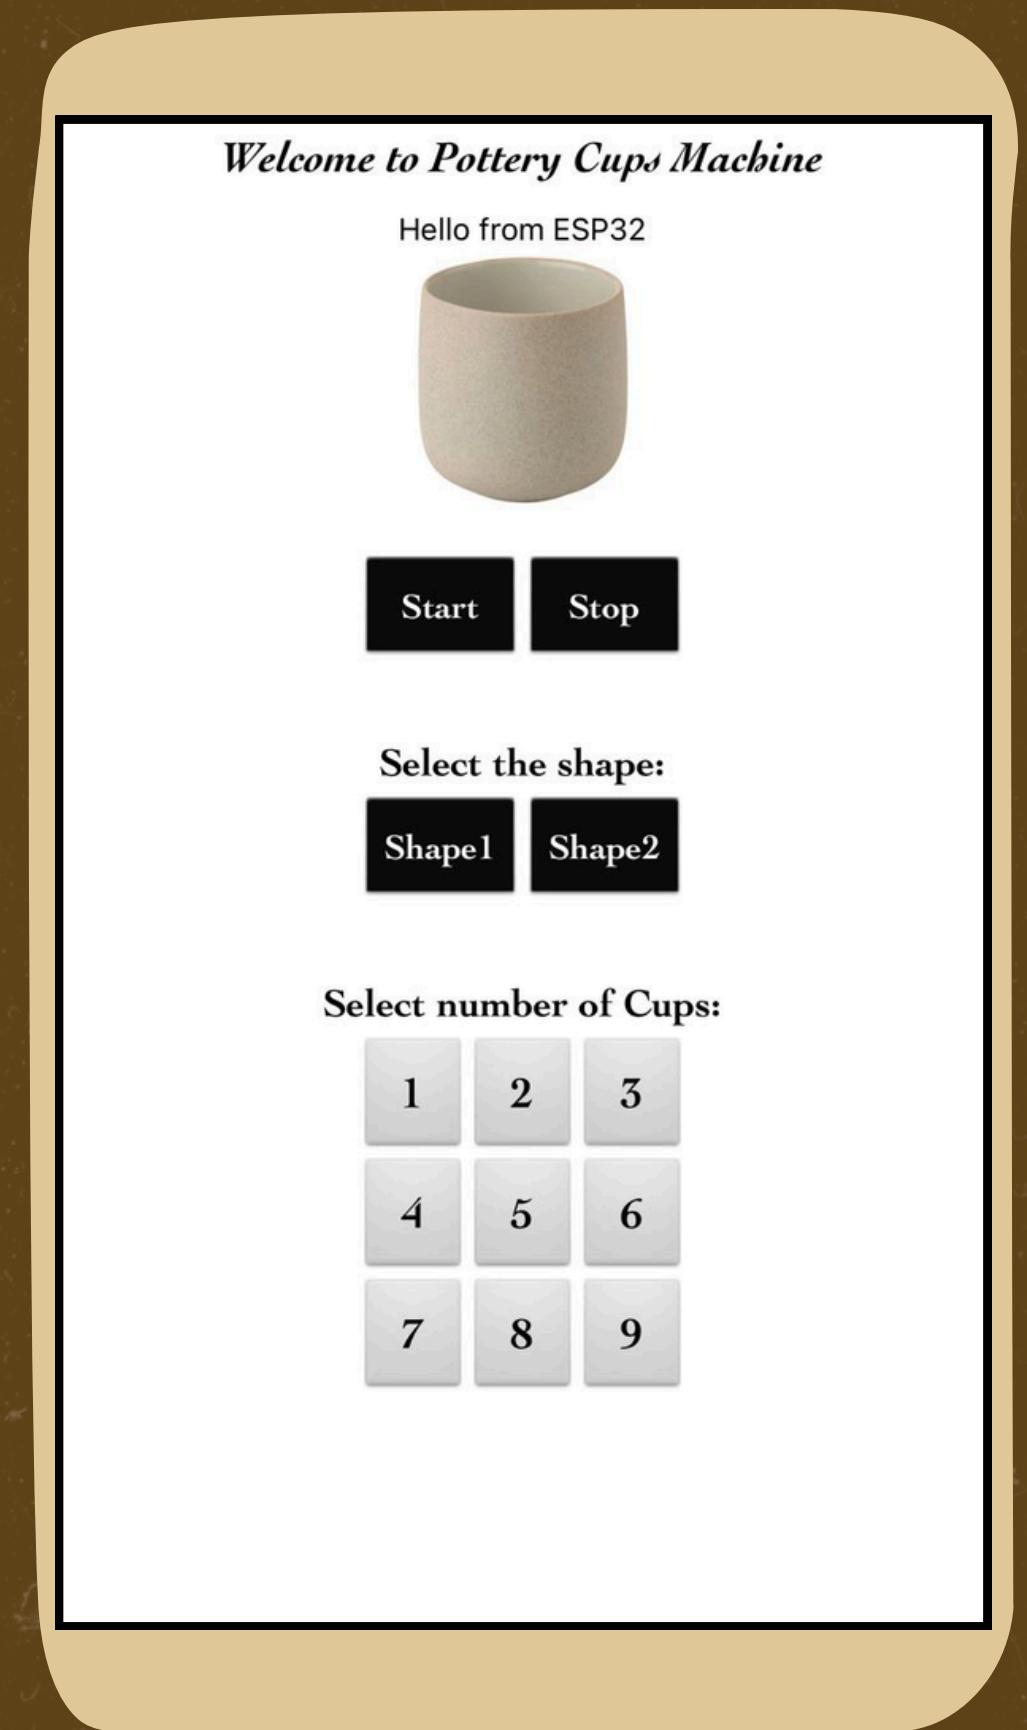 Welcome to Pottery Cups Machine
Hello from ESP32
Start Stop
Select the shape:
Shape1 Shape2
Select number of Cups:
1 2 3
4 5 6
7 8 9